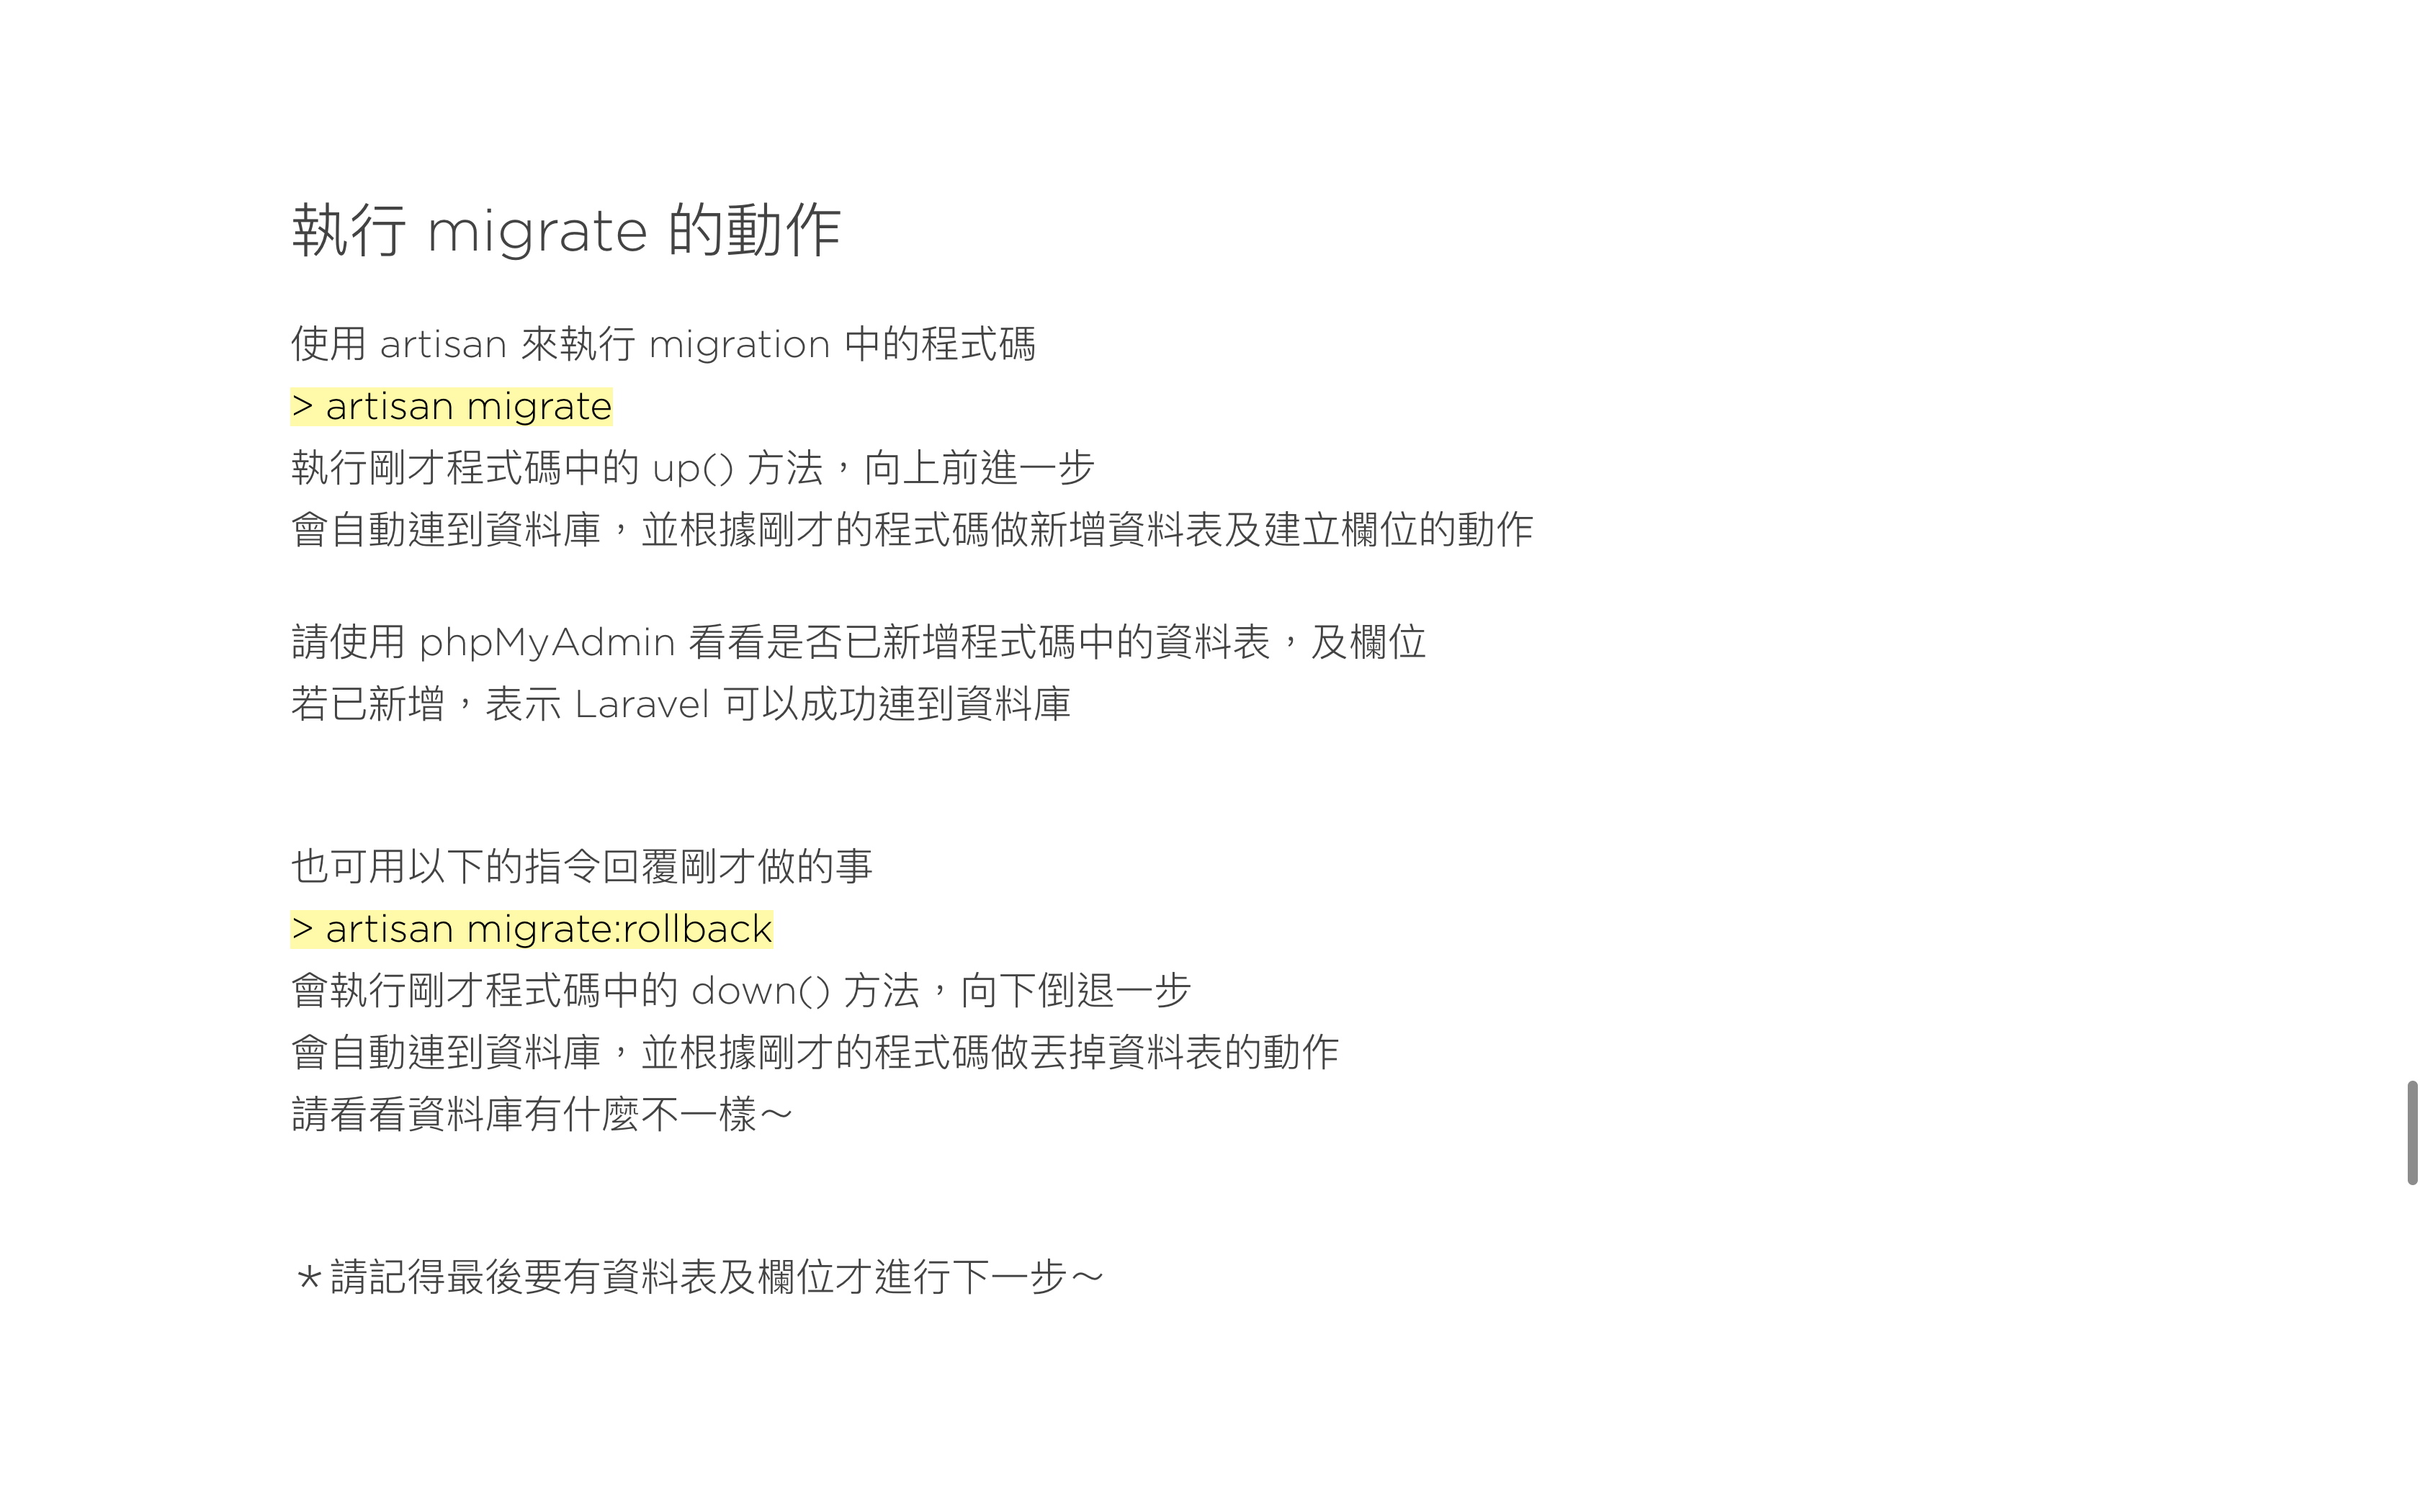 執行 migrate 的動作
使用 artisan 來執行 migration 中的程式碼
> artisan migrate
執行剛才程式碼中的 up() 方法，向上前進一步
會自動連到資料庫，並根據剛才的程式碼做新增資料表及建立欄位的動作
請使用 phpMyAdmin 看看是否已新增程式碼中的資料表，及欄位
若已新增，表示 Laravel 可以成功連到資料庫
也可用以下的指令回覆剛才做的事
> artisan migrate:rollback
會執行剛才程式碼中的 down() 方法，向下倒退一步
會自動連到資料庫，並根據剛才的程式碼做丟掉資料表的動作
請看看資料庫有什麼不一樣～
＊請記得最後要有資料表及欄位才進行下一步～